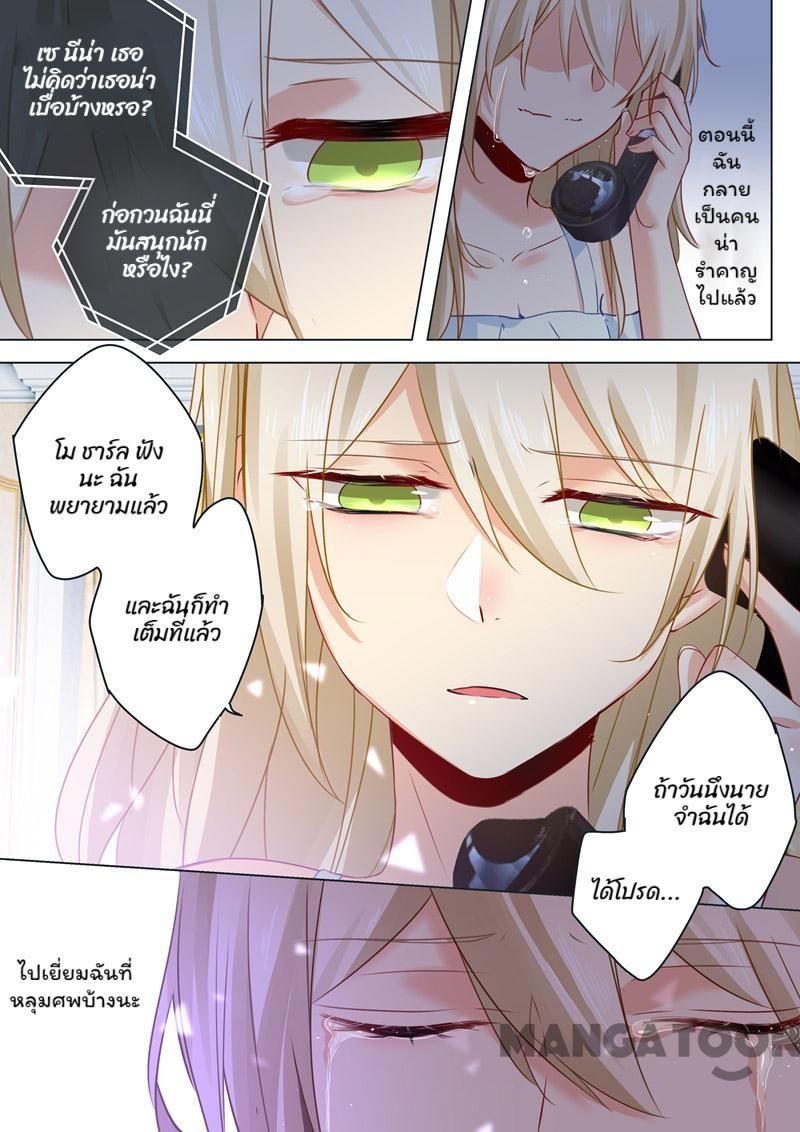 เซ นีน่า เธอ
ไม่คิดว่าเธอน่า
เบื่อบ้างหรอ?
ก่อกวนฉันนี่
มันสนุกนัก
หรือไง?
ตอนนี้
ฉัน
กลาย
เป็นคน
น่า
รำคาญ
ไปแล้ว
โม ชาร์ล ฟัง
นะ ฉัน
พยายามแล้ว
และฉันก็ทำ
เต็มที่แล้ว
ถ้าวันนึงนาย
จำฉันได้
ได้โปรด...
ไปเยี่ยมฉันที่
หลุมศพบ้างนะ
MANGATOON